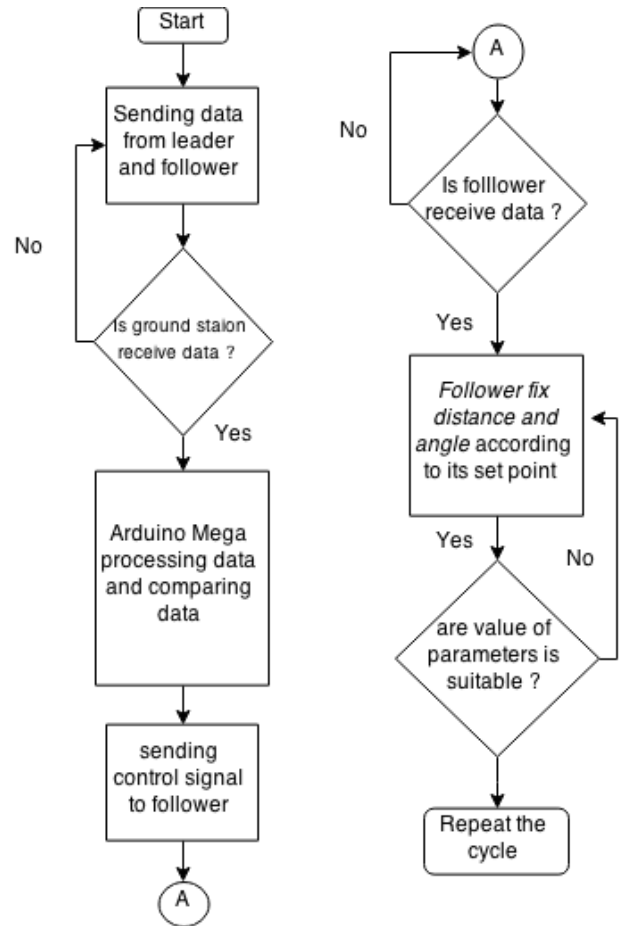 Start
Sending data
from leader
and follower
No
Is ground staion
receive data ?
Yes
Arduino Mega
processing data
and comparing
data
sending
control signal
to follower
A
A
No
Is folllower
receive data ?
Yes
Follower fix
distance and
angle according
to its set point
Yes
No
are value of
parameters is
suitable ?
Repeat the
cycle